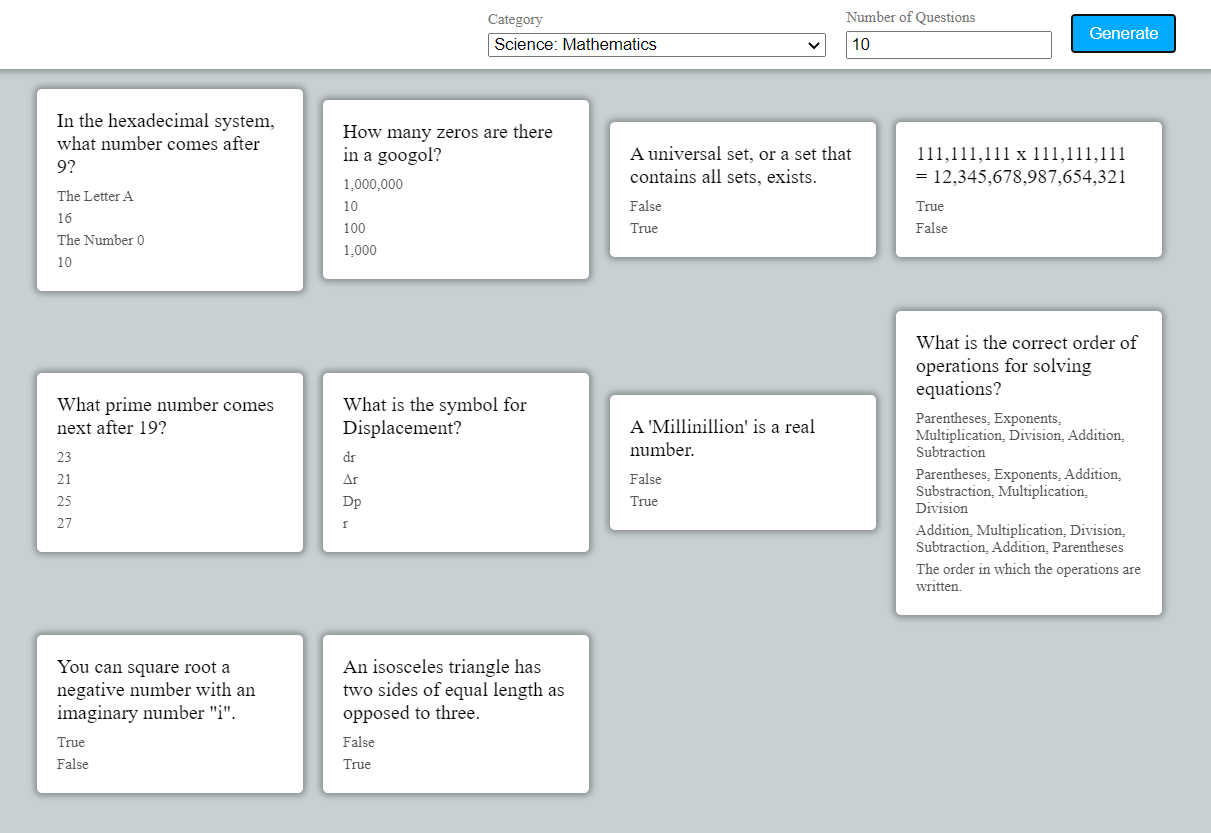 Category
Science: Mathematics
Number of Questions
10
Generate
In the hexadecimal system,
what number comes after
9?
The Letter A
16
The Number 0
10
How many zeros are there
in a googol?
1,000,000
10
100
1,000
A universal set, or a set that
contains all sets, exists.
False
True
111,111,111 x 111,111,111
= 12,345,678,987,654,321
True
False
What prime number comes
next after 19?
23
21
25
27
What is the symbol for
Displacement?
dr
Δr
Dp
r
A 'Millinillion' is a real
number.
False
True
What is the correct order of
operations for solving
equations?
Parentheses, Exponents,
Multiplication, Division, Addition,
Subtraction
Parentheses, Exponents, Addition,
Substraction, Multiplication,
Division
Addition, Multiplication, Division,
Subtraction, Addition, Parentheses
The order in which the operations are
written.
You can square root a
negative number with an
imaginary number "i".
True
False
An isosceles triangle has
two sides of equal length as
opposed to three.
False
True